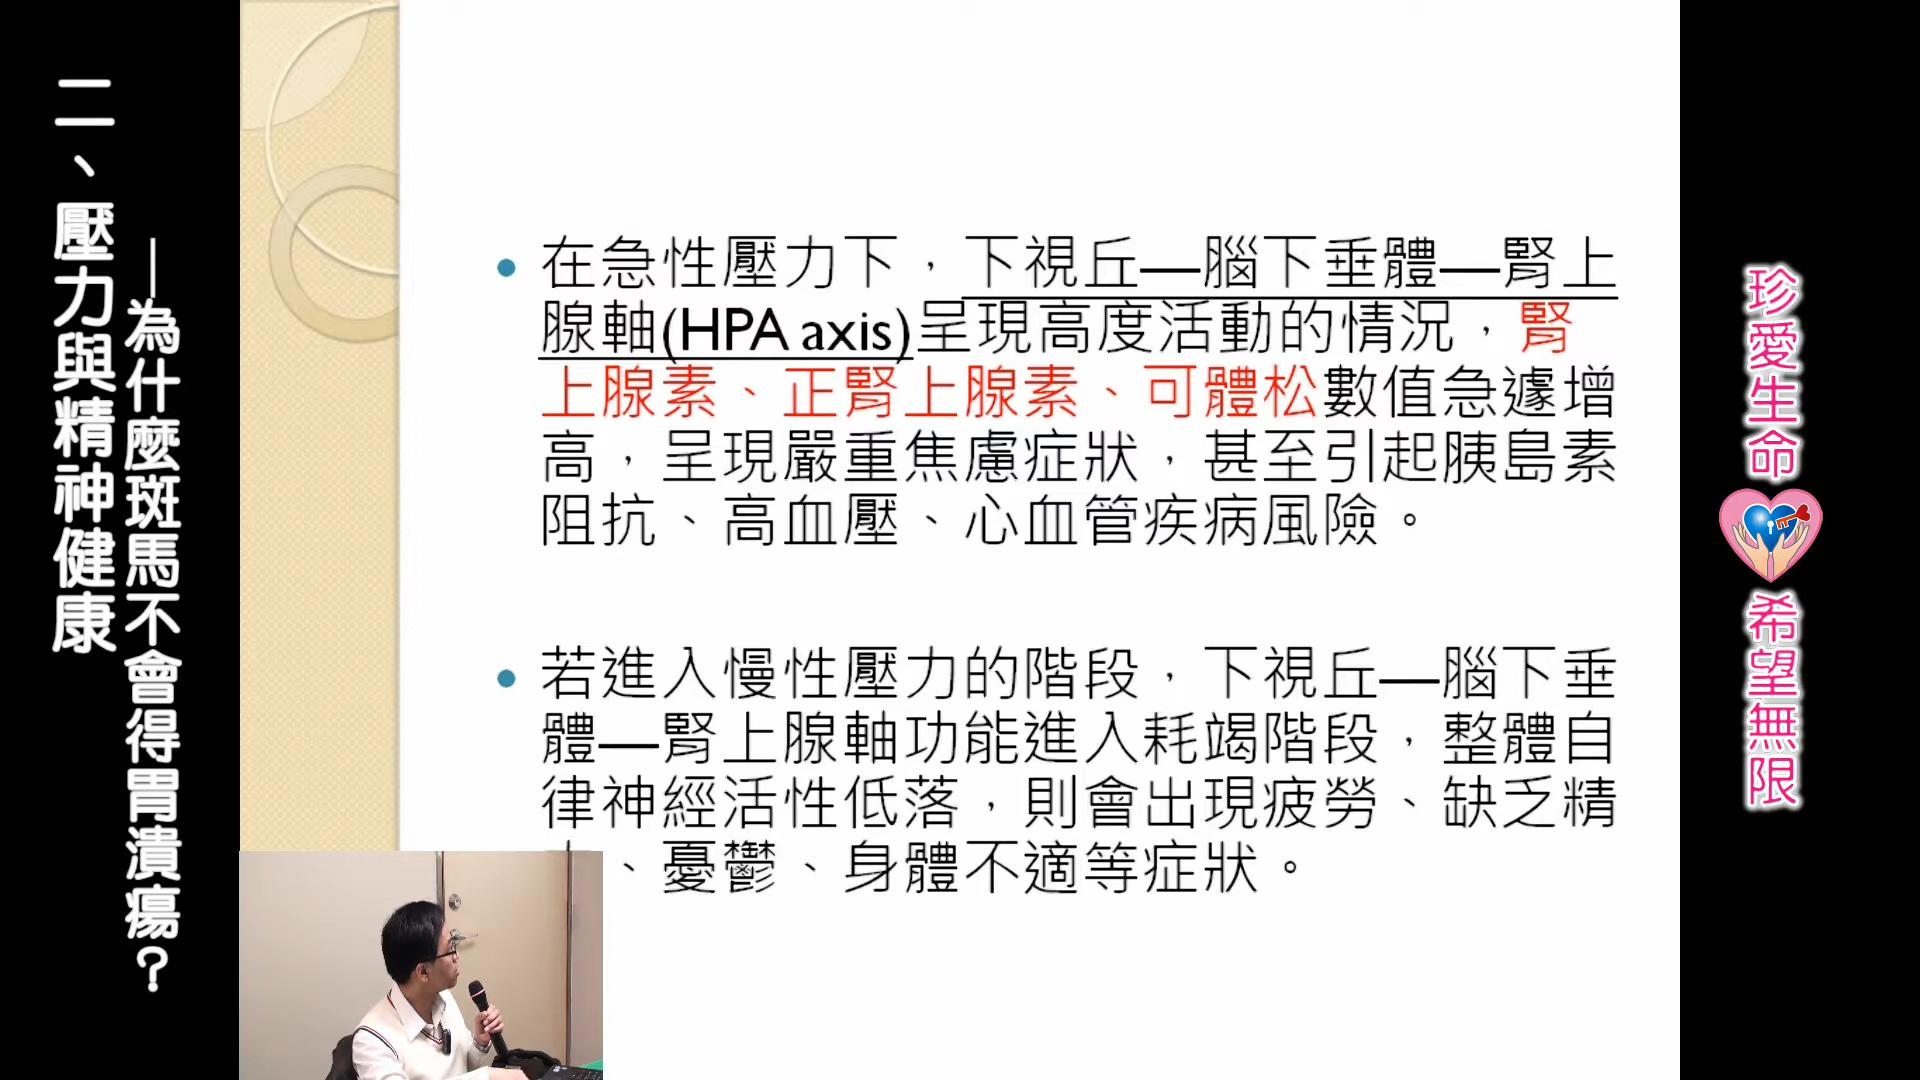 二、壓力與精神健康
—為什麼斑馬不會得胃潰瘍？
在急性壓力下，下視丘—腦下垂體—腎上
腺軸(HPA axis)呈現高度活動的情況，腎
上腺素、正腎上腺素、可體松數值急遽增
高，呈現嚴重焦慮症狀，甚至引起胰島素
阻抗、高血壓、心血管疾病風險。
若進入慢性壓力的階段，下視丘—腦下垂
體—腎上腺軸功能進入耗竭階段，整體自
律神經活性低落，則會出現疲勞、缺乏精
、憂鬱、身體不適等症狀。
珍愛生命
希望無限